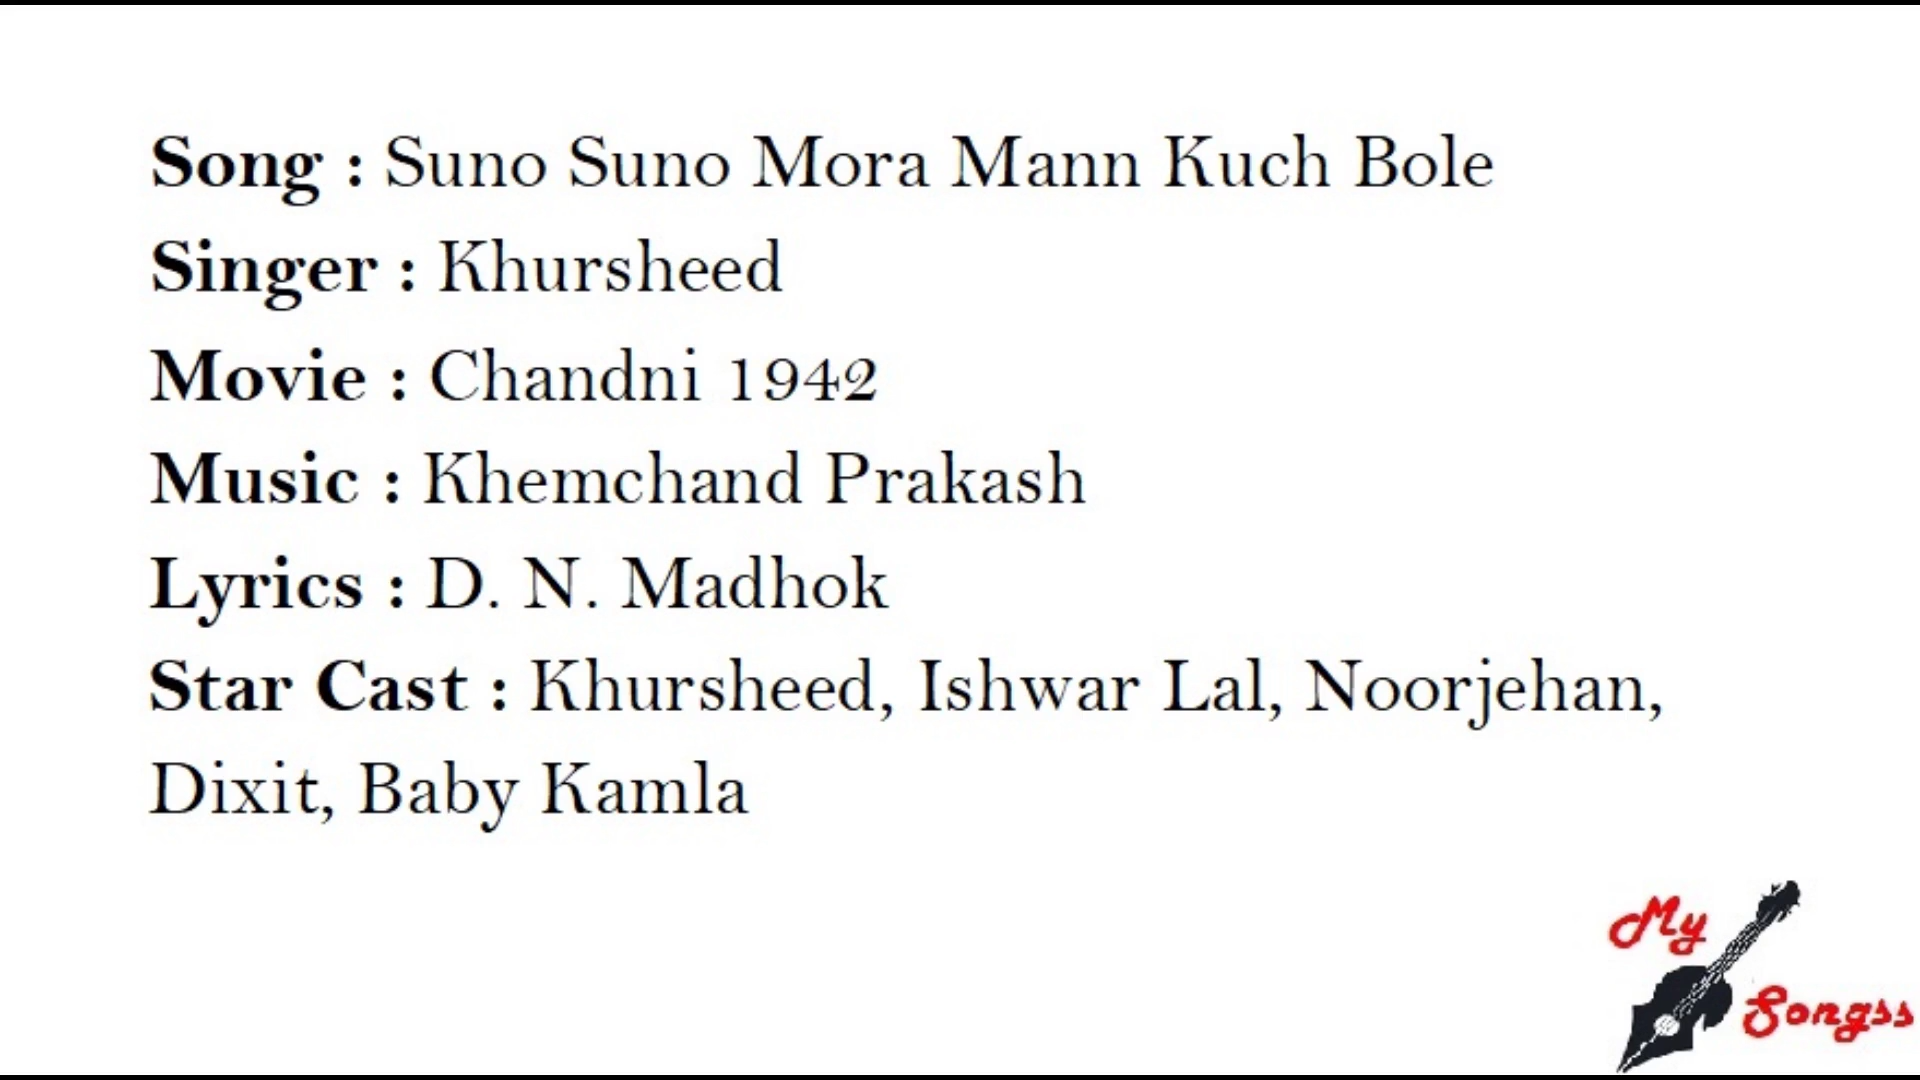 Song : Suno Suno Mora Mann Kuch Bole
Singer : Khursheed
Movie : Chandni 1942
Music : Khemchand Prakash
Lyrics : D. N. Madhok
Star Cast : Khursheed, Ishwar Lal, Noorjehan,
Dixit, Baby Kamla
My
Songss